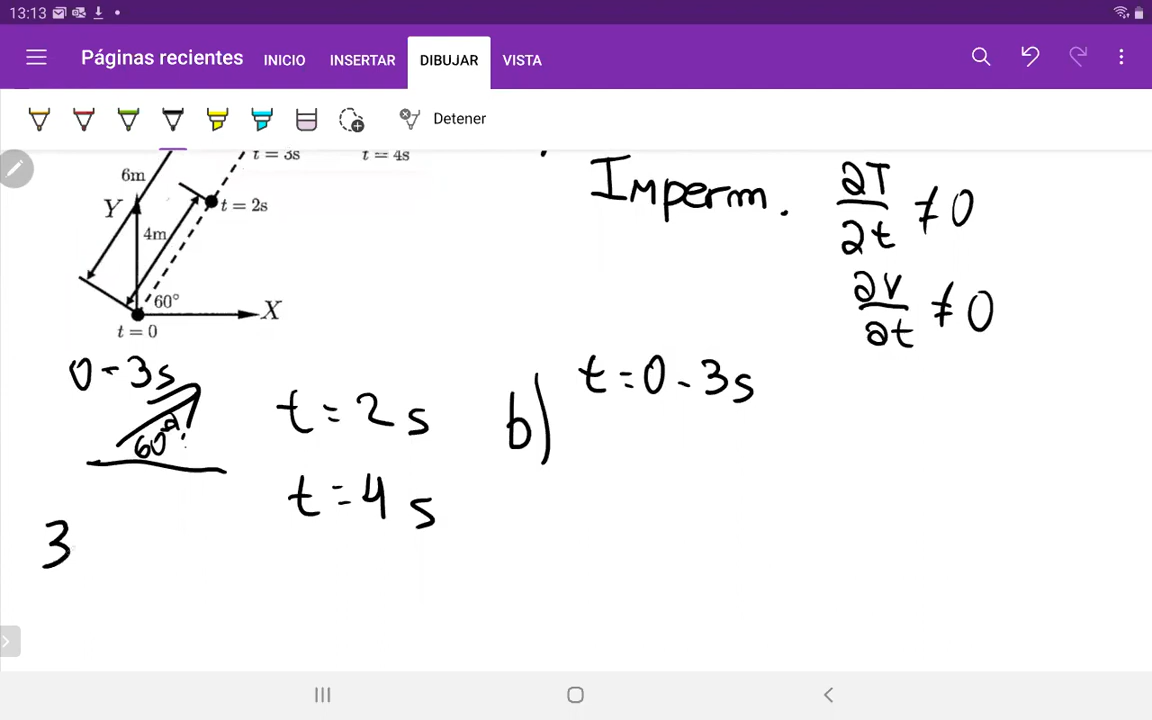 13:13
Páginas recientes INICIO INSERTAR DIBUJAR VISTA
Detener
t = 3s t = 4s
6m
Y
t = 2s
4m
60°
X
t = 0
Imperm. ∂T/∂t ≠ 0
∂V/∂t ≠ 0
0 - 3s
60°
t = 2 s
t = 4 s
b) t = 0 - 3s
3